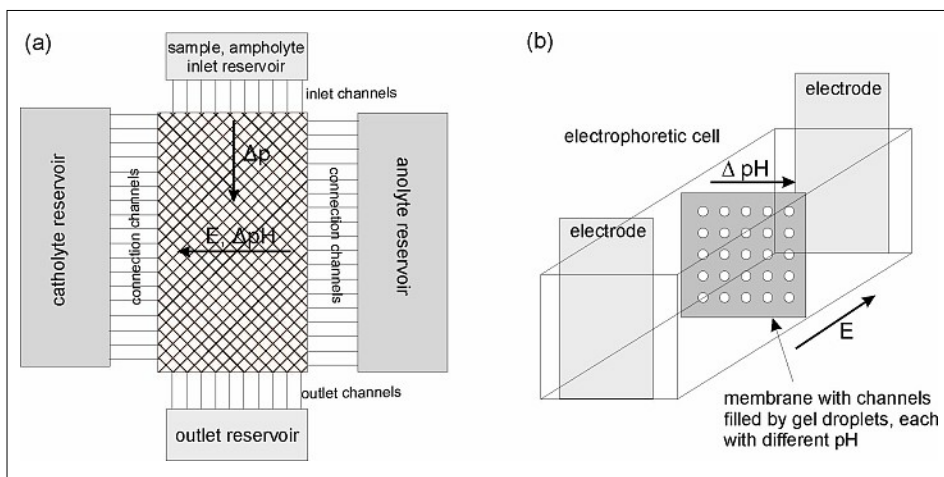 (a)
sample, ampholyte
inlet reservoir
inlet channels
Δp
catholyte reservoir
connection channels
E, ΔpH
connection channels
anolyte reservoir
outlet channels
outlet reservoir
(b)
electrode
electrophoretic cell
Δ pH
electrode
E
membrane with channels
filled by gel droplets, each
with different pH